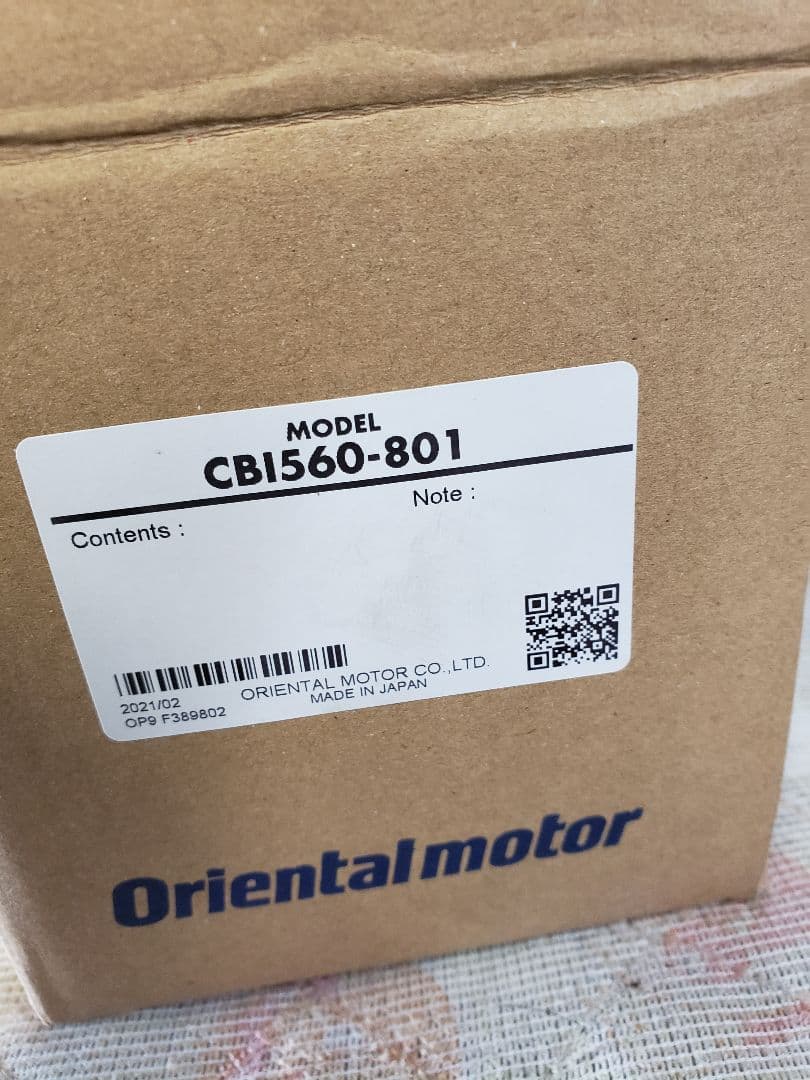 MODEL
CBI560-801
Contents :
Note :
2021/02
OP9 F389802
ORIENTAL MOTOR CO.,LTD.
MADE IN JAPAN
Orientalmotor